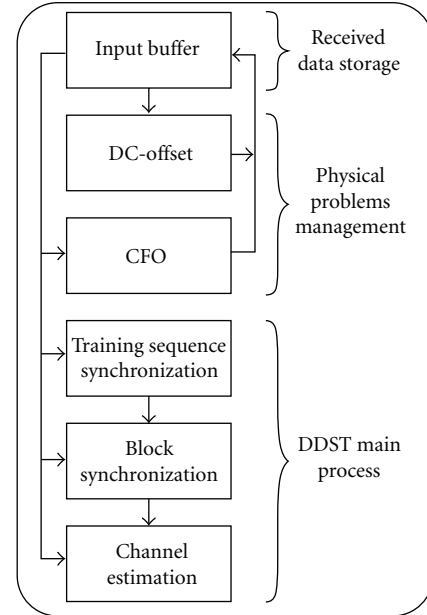 Input buffer
Received
data storage
DC-offset
Physical
problems
management
CFO
Training sequence
synchronization
Block
synchronization
DDST main
process
Channel
estimation